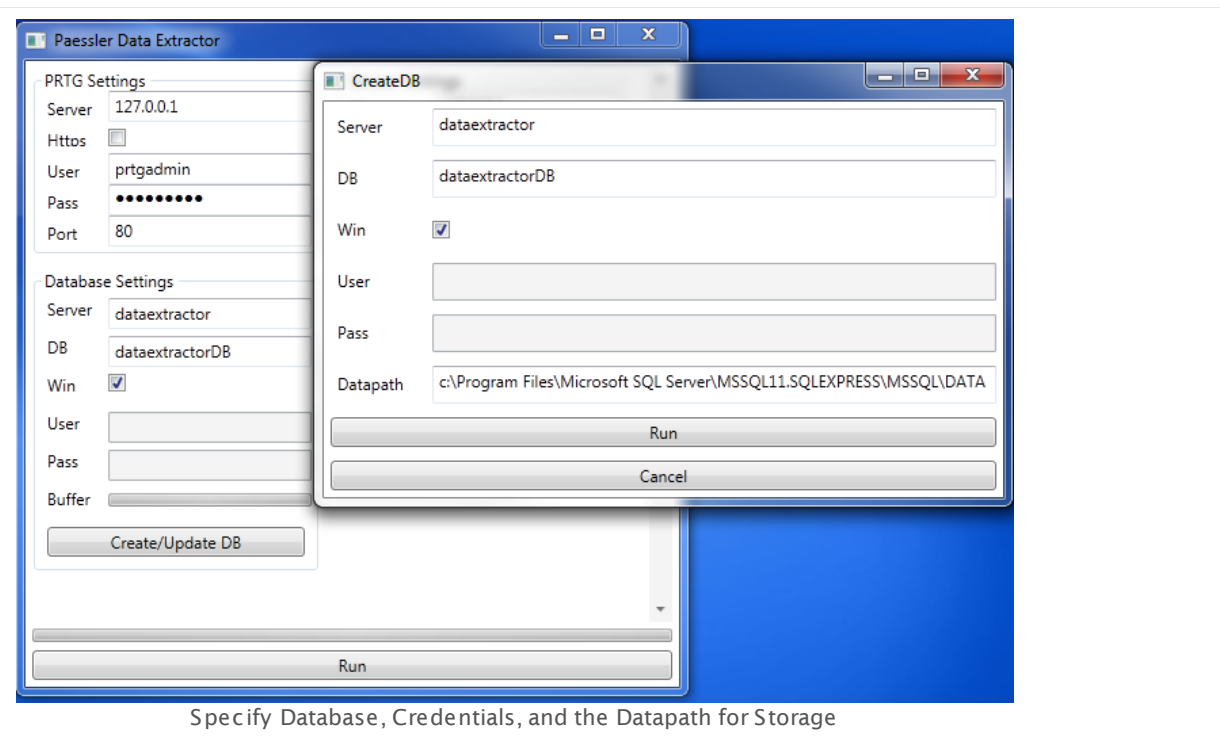 Paessler Data Extractor
PRTG Settings
Server 127.0.0.1
Https
User prtgadmin
Pass •••••••••
Port 80
Database Settings
Server dataextractor
DB dataextractorDB
Win
User
Pass
Buffer
Create/Update DB
Run
CreateDB
Server dataextractor
DB dataextractorDB
Win
User
Pass
Datapath c:\Program Files\Microsoft SQL Server\MSSQL11.SQLEXPRESS\MSSQL\DATA
Run
Cancel
Specify Database, Credentials, and the Datapath for Storage